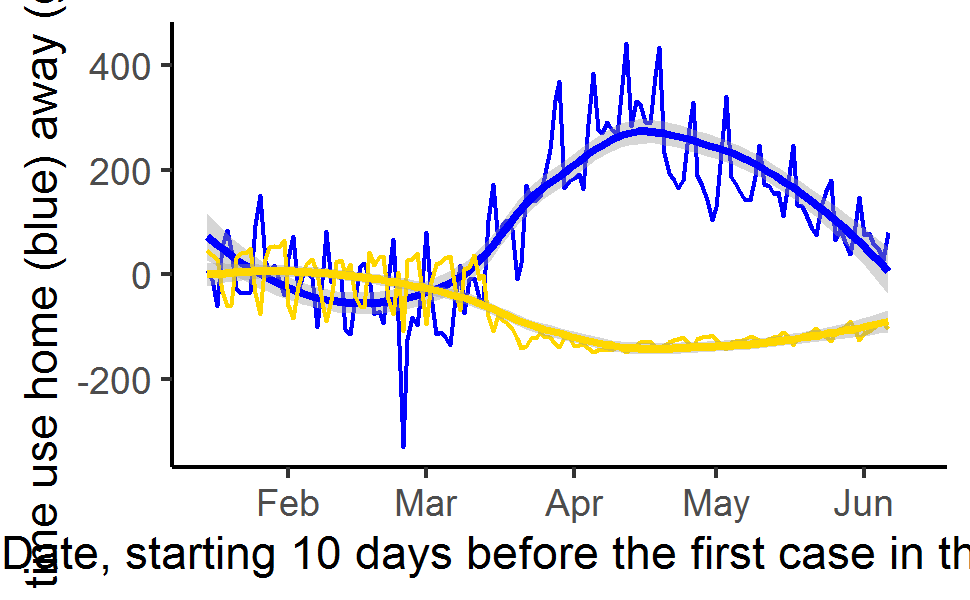 time use home (blue) away (
400
200
0
-200
Feb Mar Apr May Jun
Date, starting 10 days before the first case in th